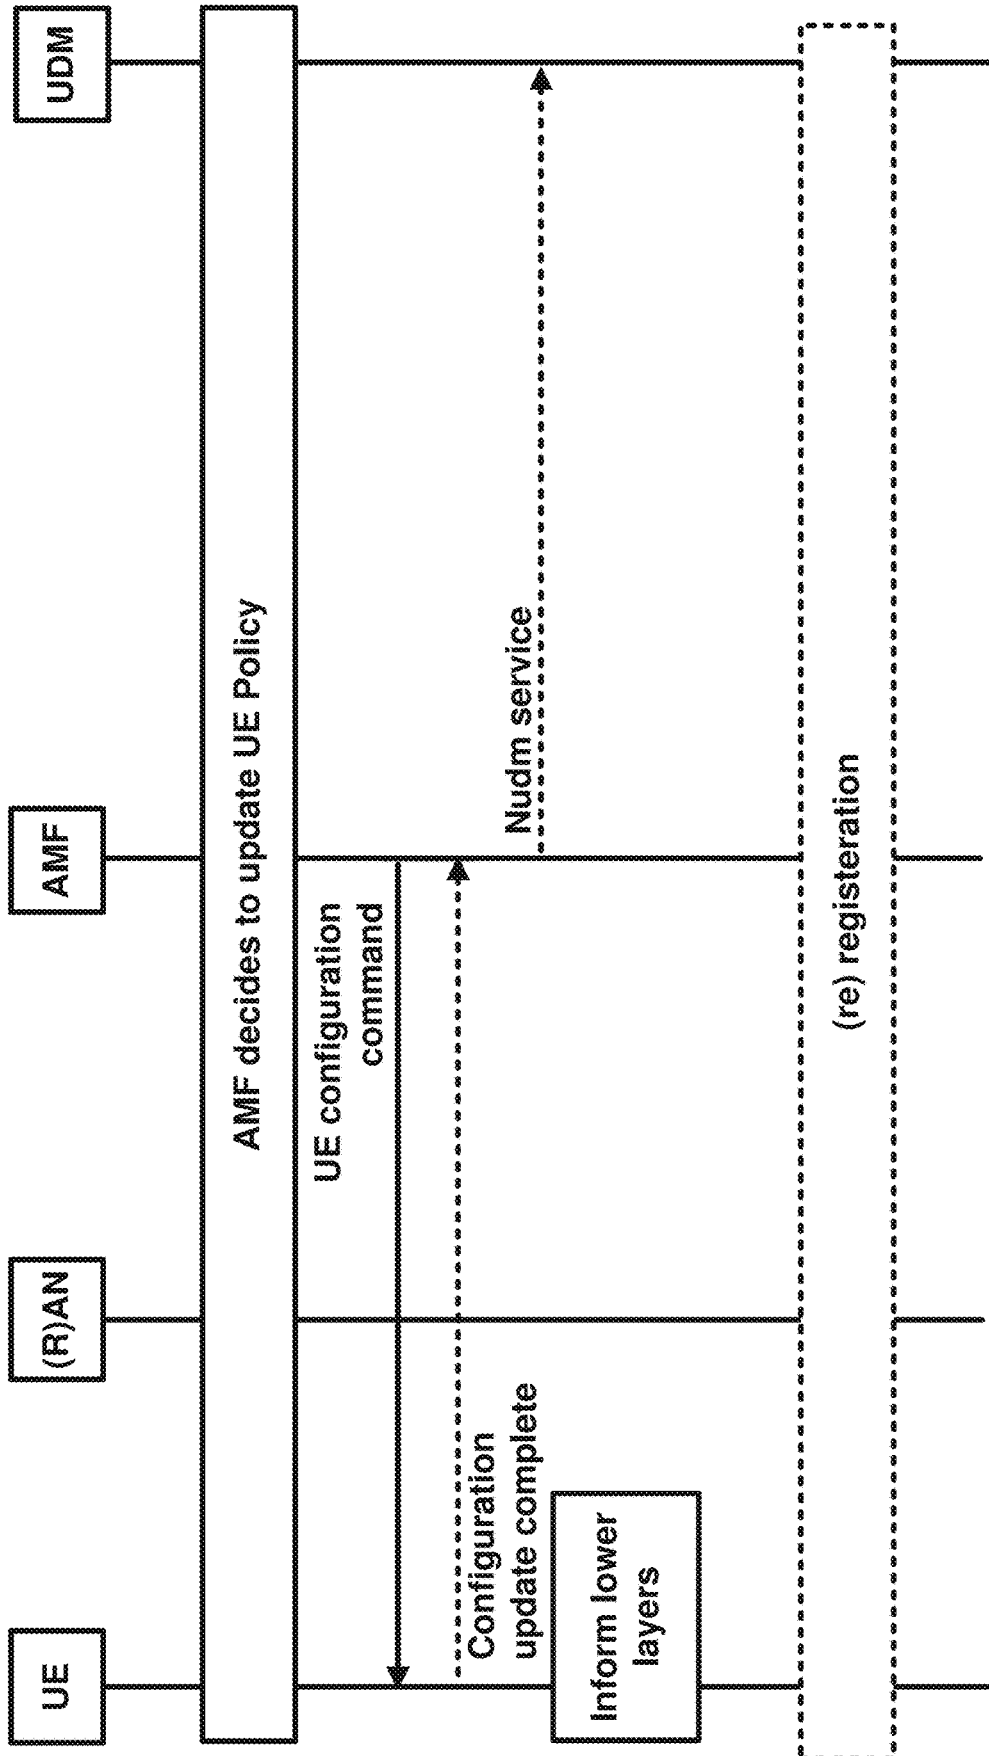 UE
(R)AN
AMF
UDM
AMF decides to update UE Policy
UE configuration
command
Configuration
update complete
Nudm service
Inform lower
layers
(re) registeration